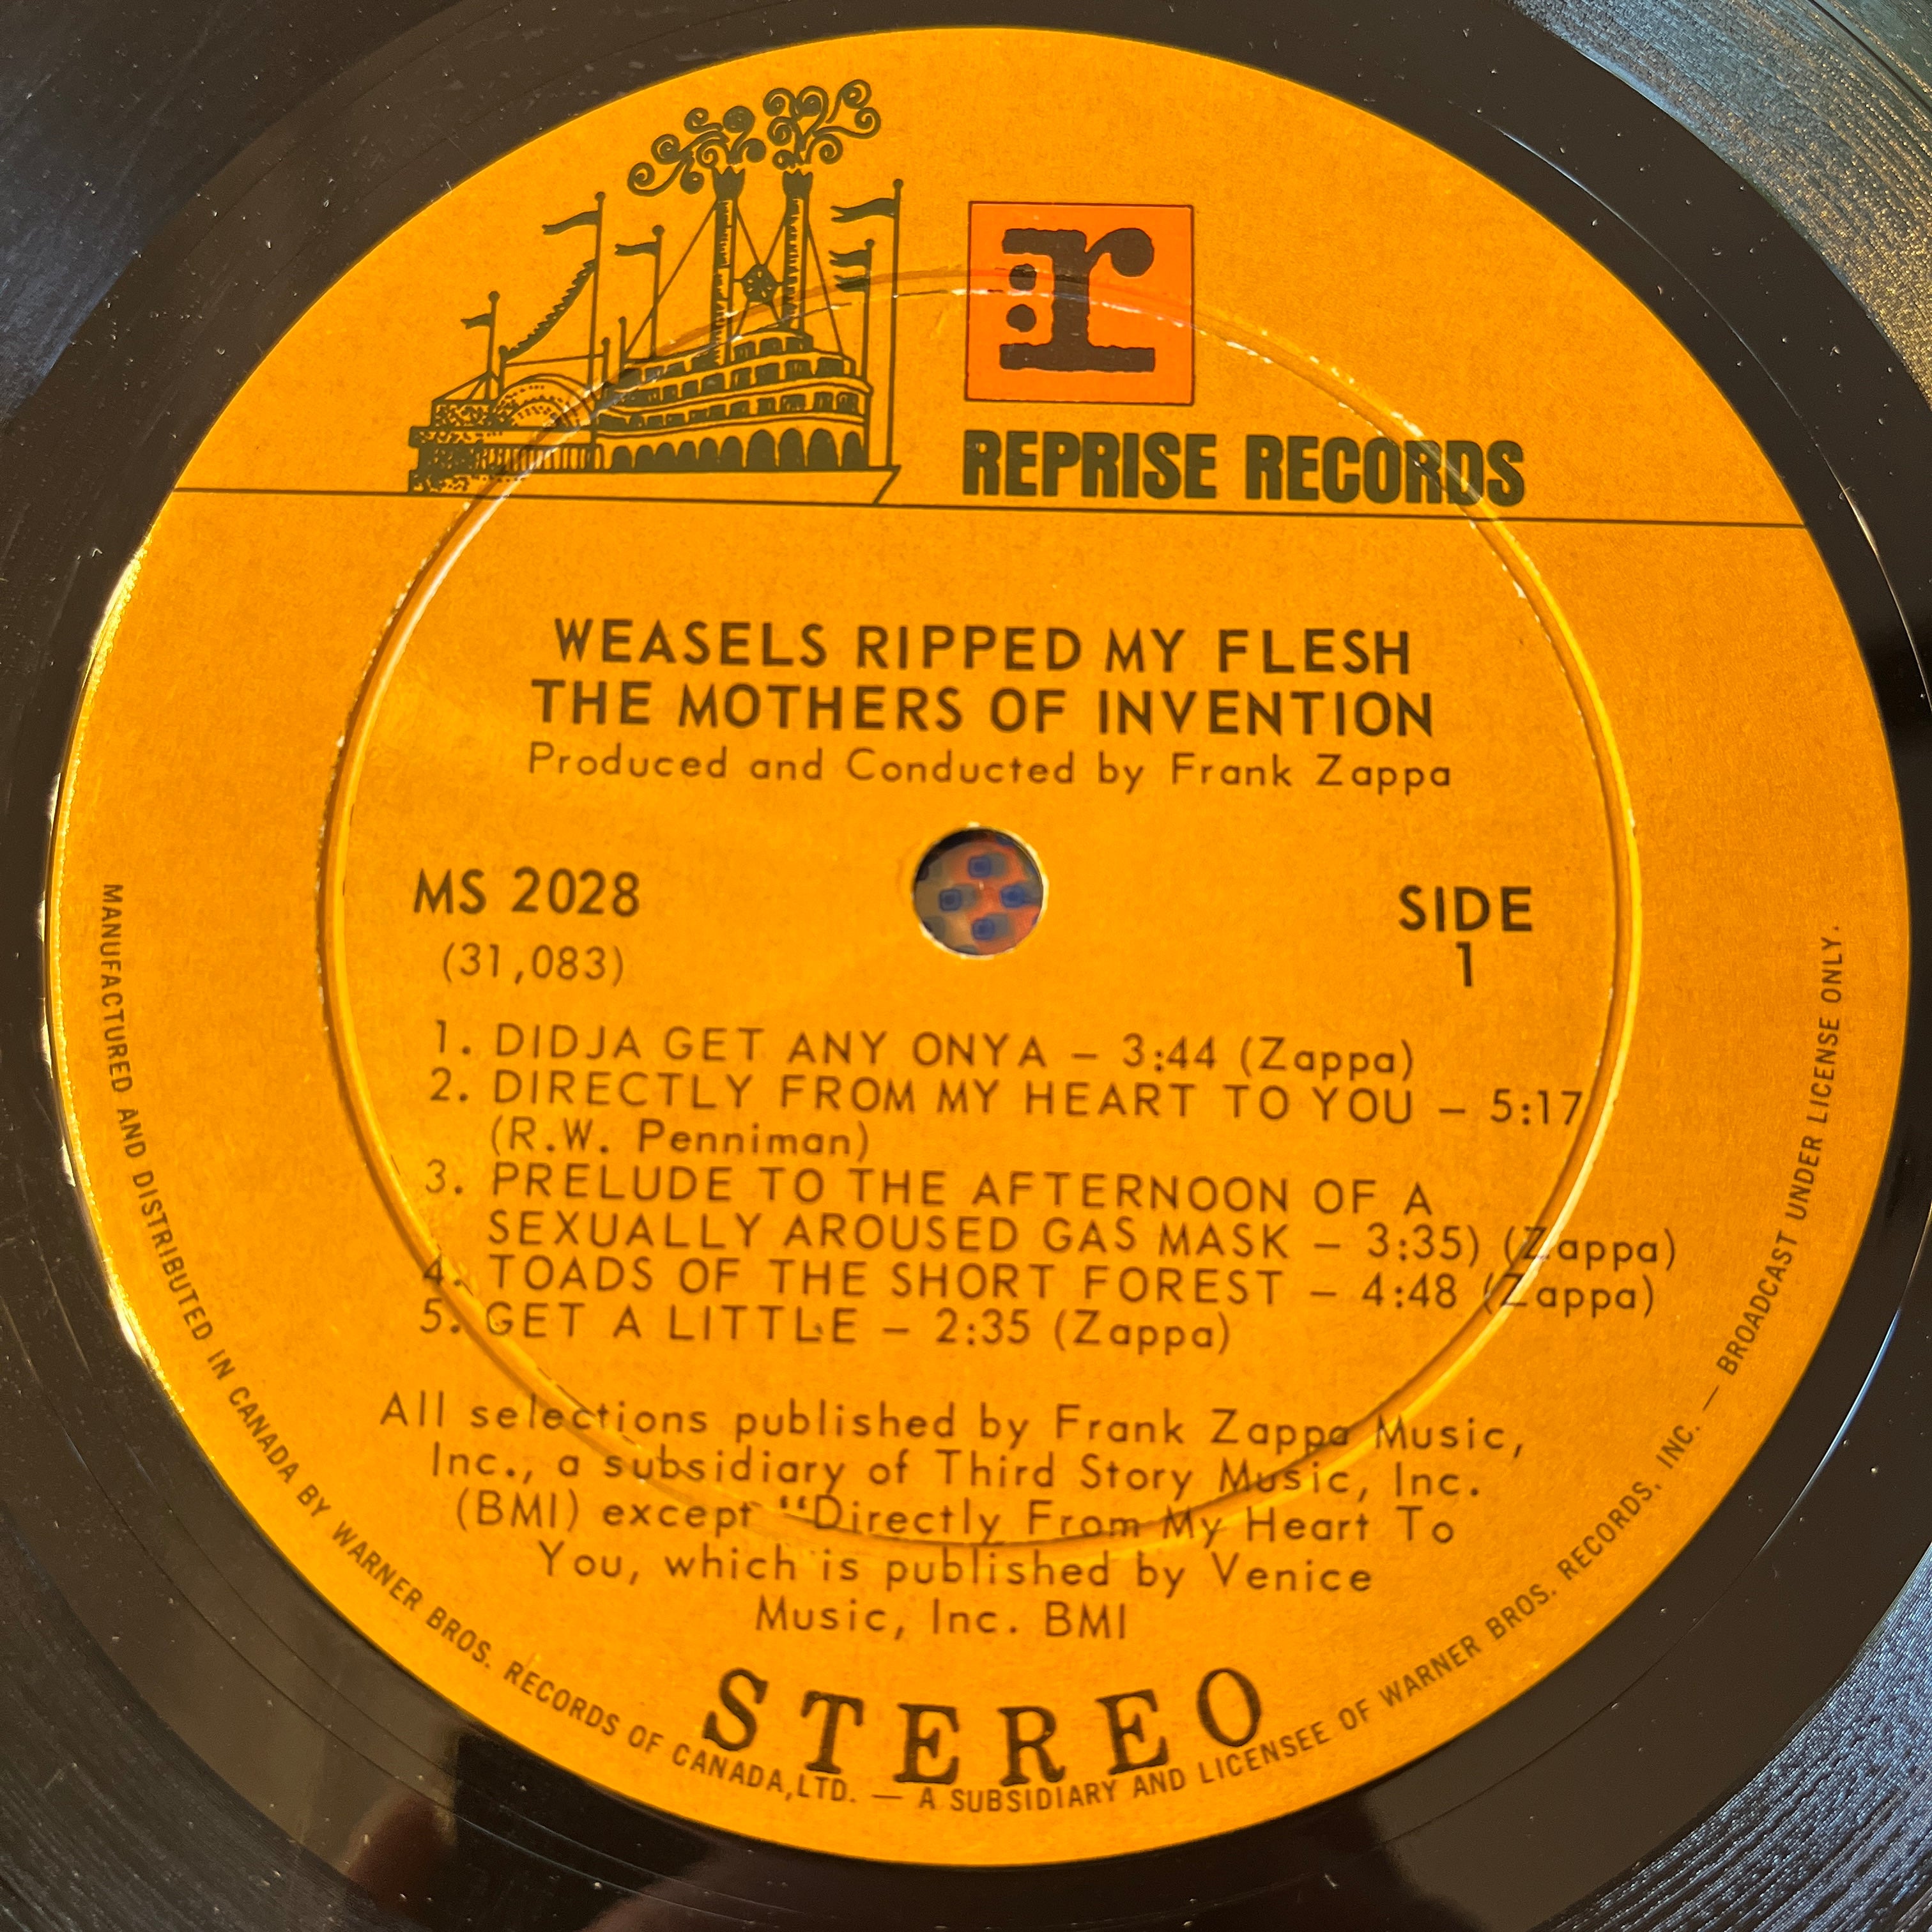 r:
REPRISE RECORDS
WEASELS RIPPED MY FLESH
THE MOTHERS OF INVENTION
Produced and Conducted by Frank Zappa
MS 2028
(31,083)
SIDE
1
1. DIDJA GET ANY ONYA – 3:44 (Zappa)
2. DIRECTLY FROM MY HEART TO YOU – 5:17
(R.W. Penniman)
3. PRELUDE TO THE AFTERNOON OF A
SEXUALLY AROUSED GAS MASK – 3:35) (Zappa)
4. TOADS OF THE SHORT FOREST – 4:48 (Zappa)
5. GET A LITTLE – 2:35 (Zappa)
All selections published by Frank Zappa Music,
Inc., a subsidiary of Third Story Music, Inc.
(BMI) except “Directly From My Heart To
You, which is published by Venice
Music, Inc. BMI
STEREO
MANUFACTURED AND DISTRIBUTED IN CANADA BY WARNER BROS. RECORDS OF CANADA,LTD. — A SUBSIDIARY AND LICENSEE OF WARNER BROS. RECORDS, INC. — BROADCAST UNDER LICENSE ONLY.